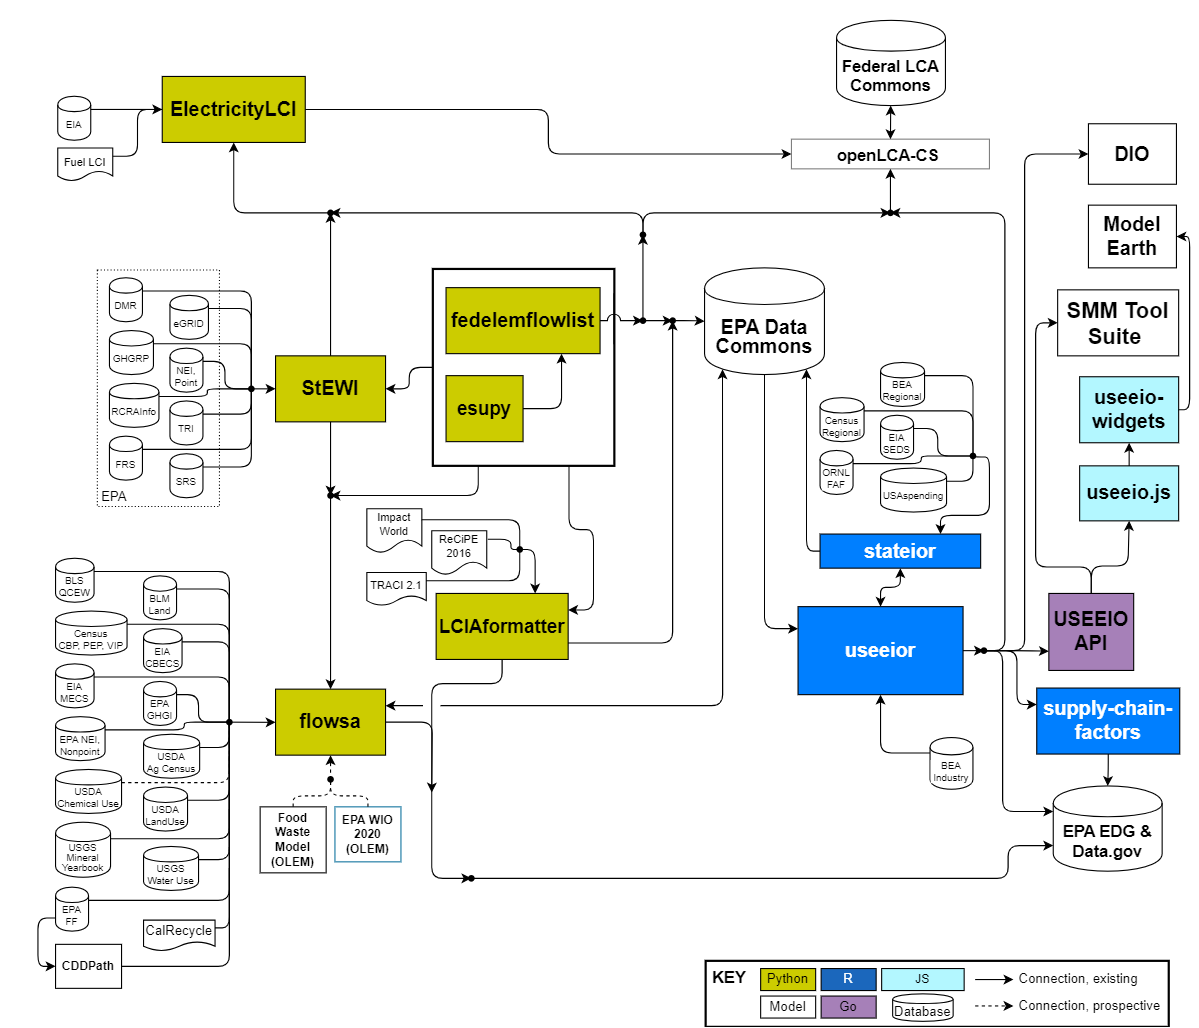 Federal LCA
Commons
ElectricityLCI
EIA
Fuel LCI
openLCA-CS
DIO
Model
Earth
SMM Tool
Suite
useeio-
widgets
useeio.js
DMR
eGRID
GHGRP
NEI,
Point
RCRAInfo
TRI
FRS
SRS
EPA
StEWI
fedelemflowlist
esupy
EPA Data
Commons
BEA
Regional
Census
Regional
EIA
SEDS
ORNL
FAF
USAspending
stateior
Impact
World
ReCiPE
2016
TRACI 2.1
LCIAformatter
useeior
USEEIO
API
supply-chain-
factors
BEA
Industry
EPA EDG &
Data.gov
BLS
QCEW
BLM
Land
Census
CBP, PEP, VIP
EIA
CBECS
EIA
MECS
EPA
GHGI
EPA NEI,
Nonpoint
USDA
Ag Census
USDA
Chemical Use
USDA
LandUse
USGS
Mineral
Yearbook
USGS
Water Use
EPA
FF
CalRecycle
CDDPath
flowsa
Food
Waste
Model
(OLEM)
EPA WIO
2020
(OLEM)
KEY
Python
R
JS
Connection, existing
Model
Go
Database
Connection, prospective